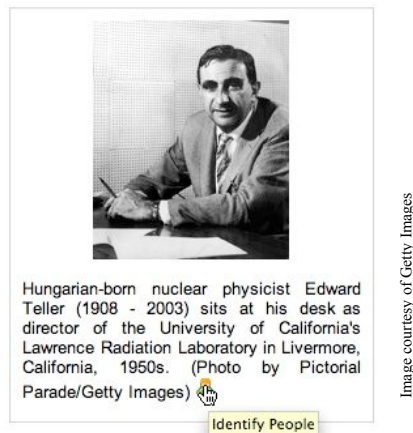 Hungarian-born nuclear physicist Edward
Teller (1908 - 2003) sits at his desk as
director of the University of California's
Lawrence Radiation Laboratory in Livermore,
California, 1950s. (Photo by Pictorial
Parade/Getty Images)
Identify People
Image courtesy of Getty Images